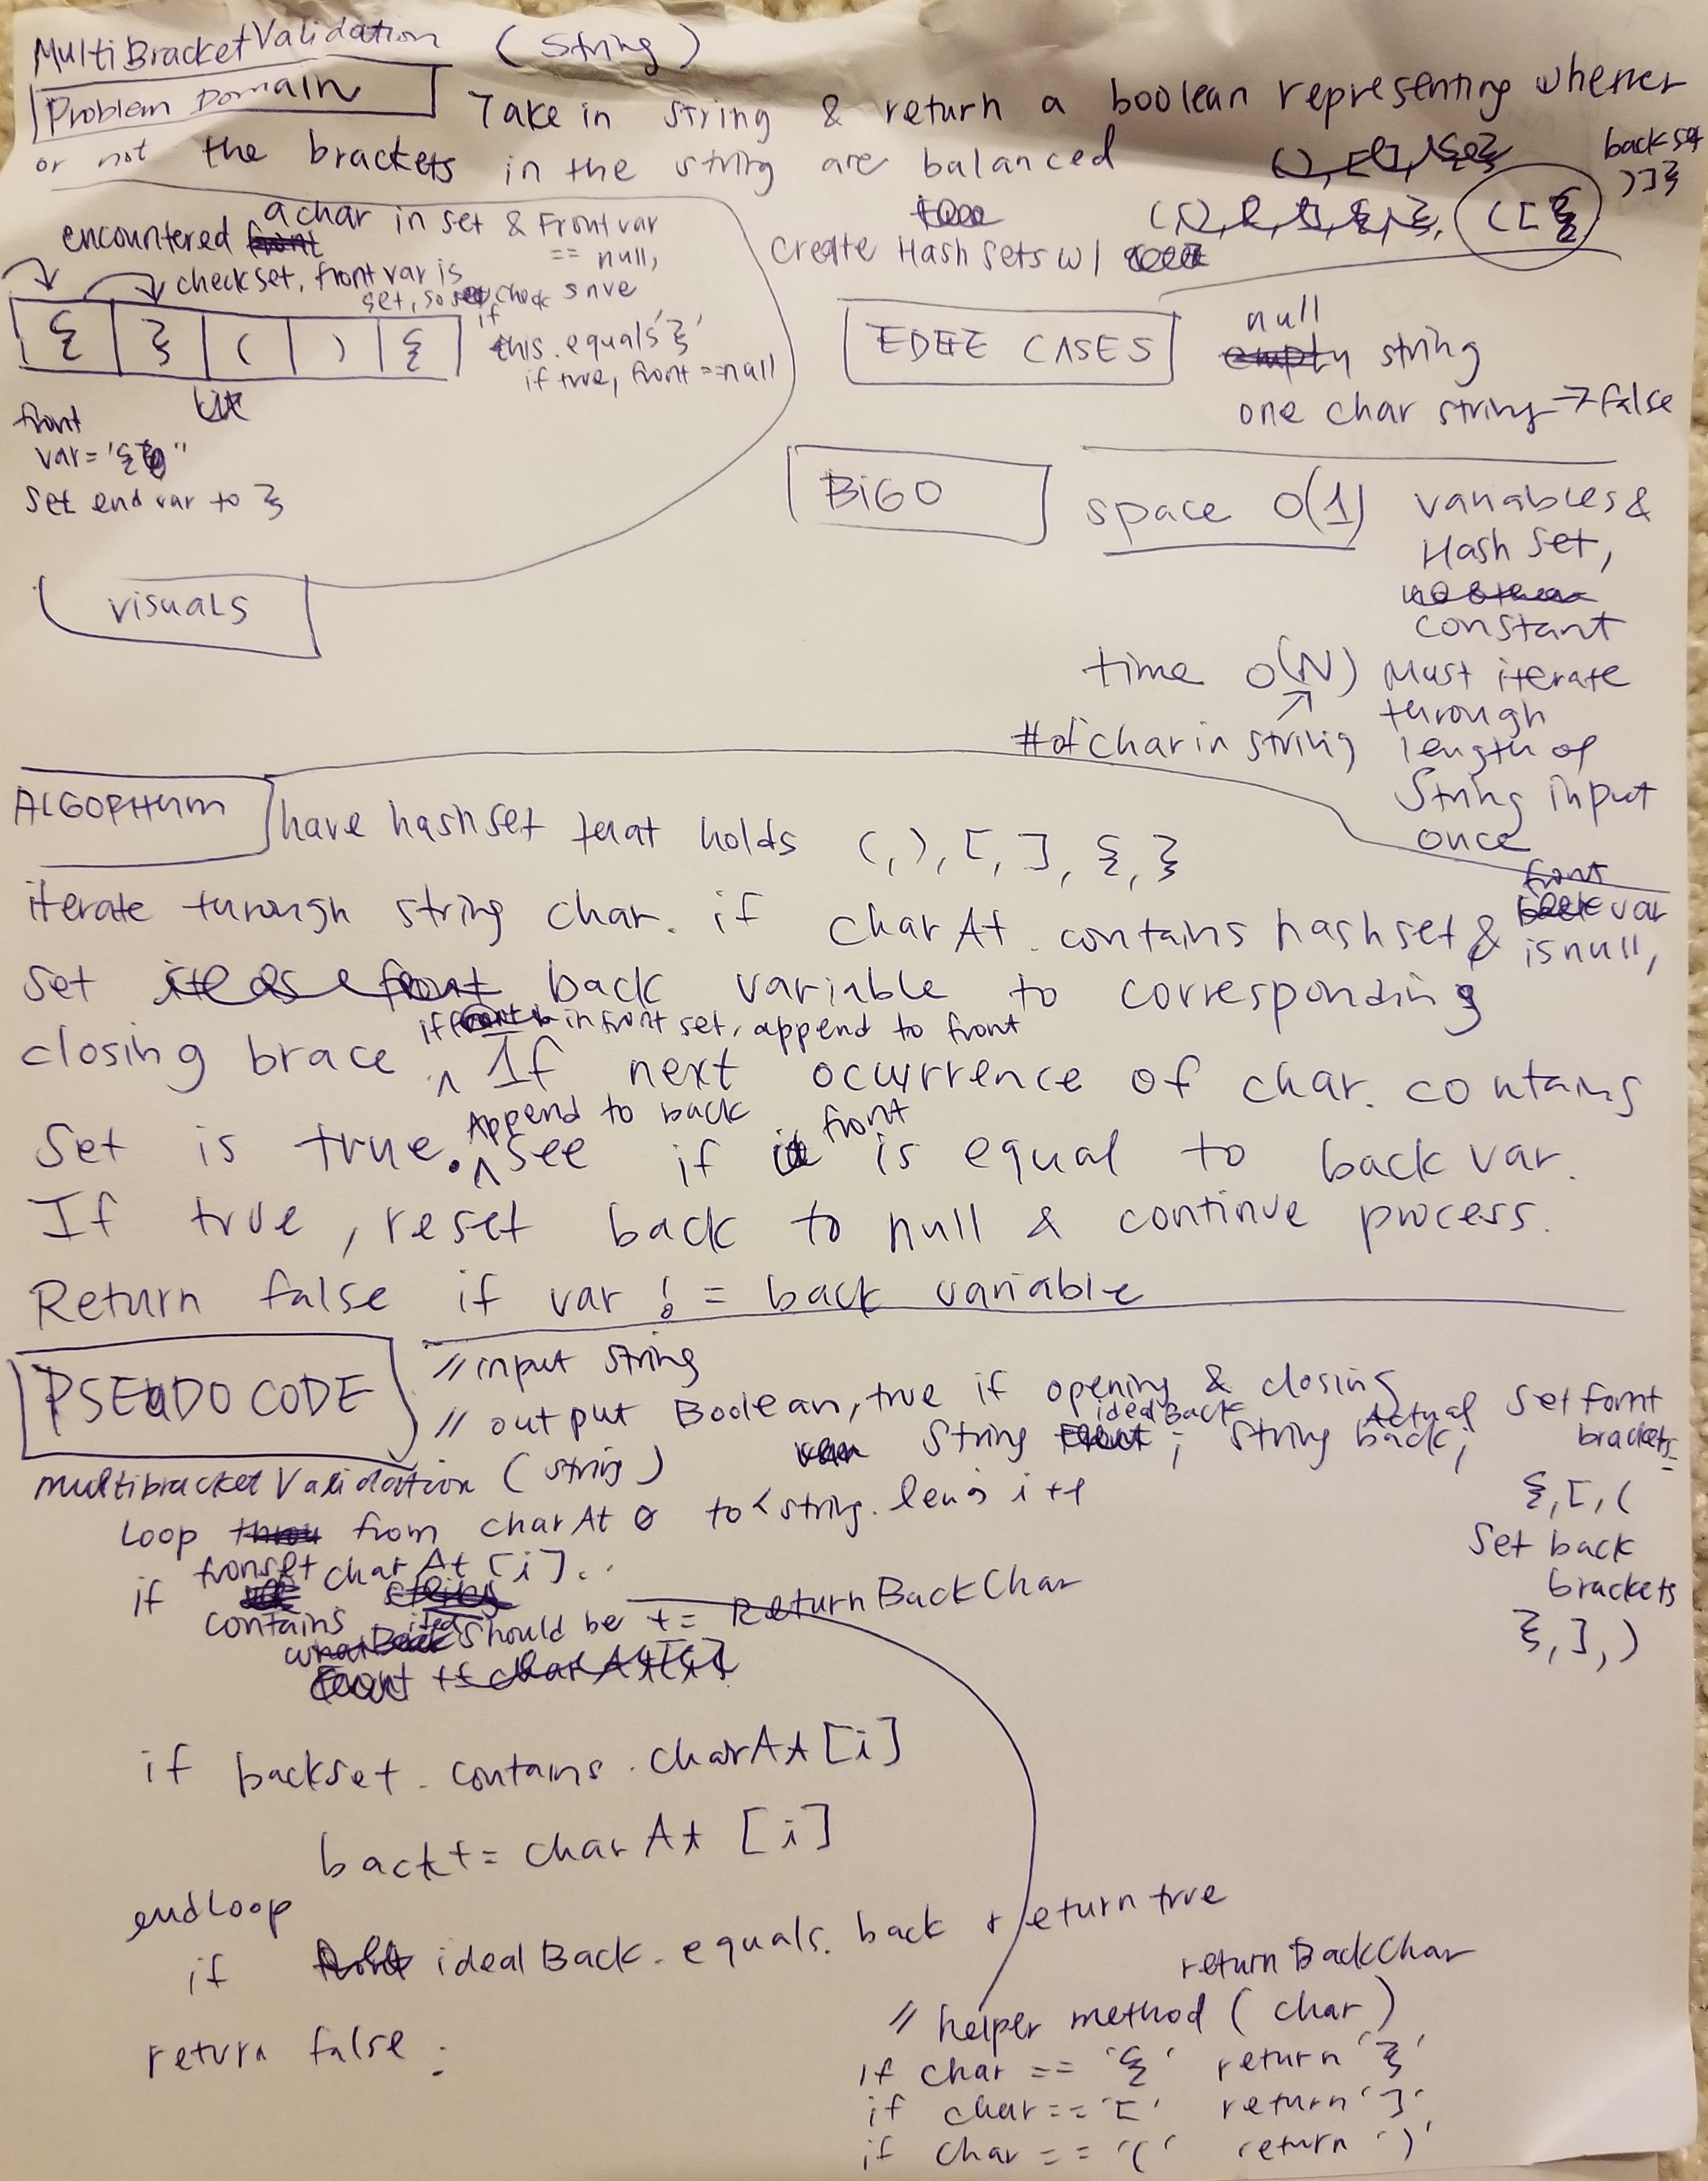 MultiBracketValidation (String)
Problem Domain
Take in string & return a boolean representing whether
or not the brackets in the string are balanced
back set
)]}
([{
create Hash Sets w/
encountered a char in set & Front var
== null,
check set, front var is
set, so check save
if
this.equals '}'
if true, front == null
{ } ( ) {
front
var = '{
set end var to }
VISUALS
EDGE CASES
null
string
one char string → false
BIG O
space O(1) variables &
Hash Set,
constant
time O(N) Must iterate
through
# of char in string length of
String input
once
ALGORITHM
have hashset that holds (,), [, ], {, }
iterate through string char. if charAt. contains hashset & front var
is null,
set back variable to corresponding
if in front set, append to front
closing brace ^ If next ocurrence of char. contains
Append to back front
Set is true. ^ see if is equal to back var.
If true, reset back to null & continue process.
Return false if var != back variable
PSEUDO CODE
// input string
// output Boolean, true if opening & closing
idealBack Actual
String ; String back;
set fornt
brackets
{, [, (
set back
brackets
}, ], )
multibracketValidation (string)
Loop from charAt 0 to < string. leng i++
if fronset charAt [i]..
contains
should be += ReturnBackChar
if backset. contains. charAt [i]
back += charAt [i]
endLoop
if idealBack. equals. back return true
return false;
returnBackChar
// helper method (char)
if char == '{' return '}'
if char == '[' return ']'
if char == '(' return ')'